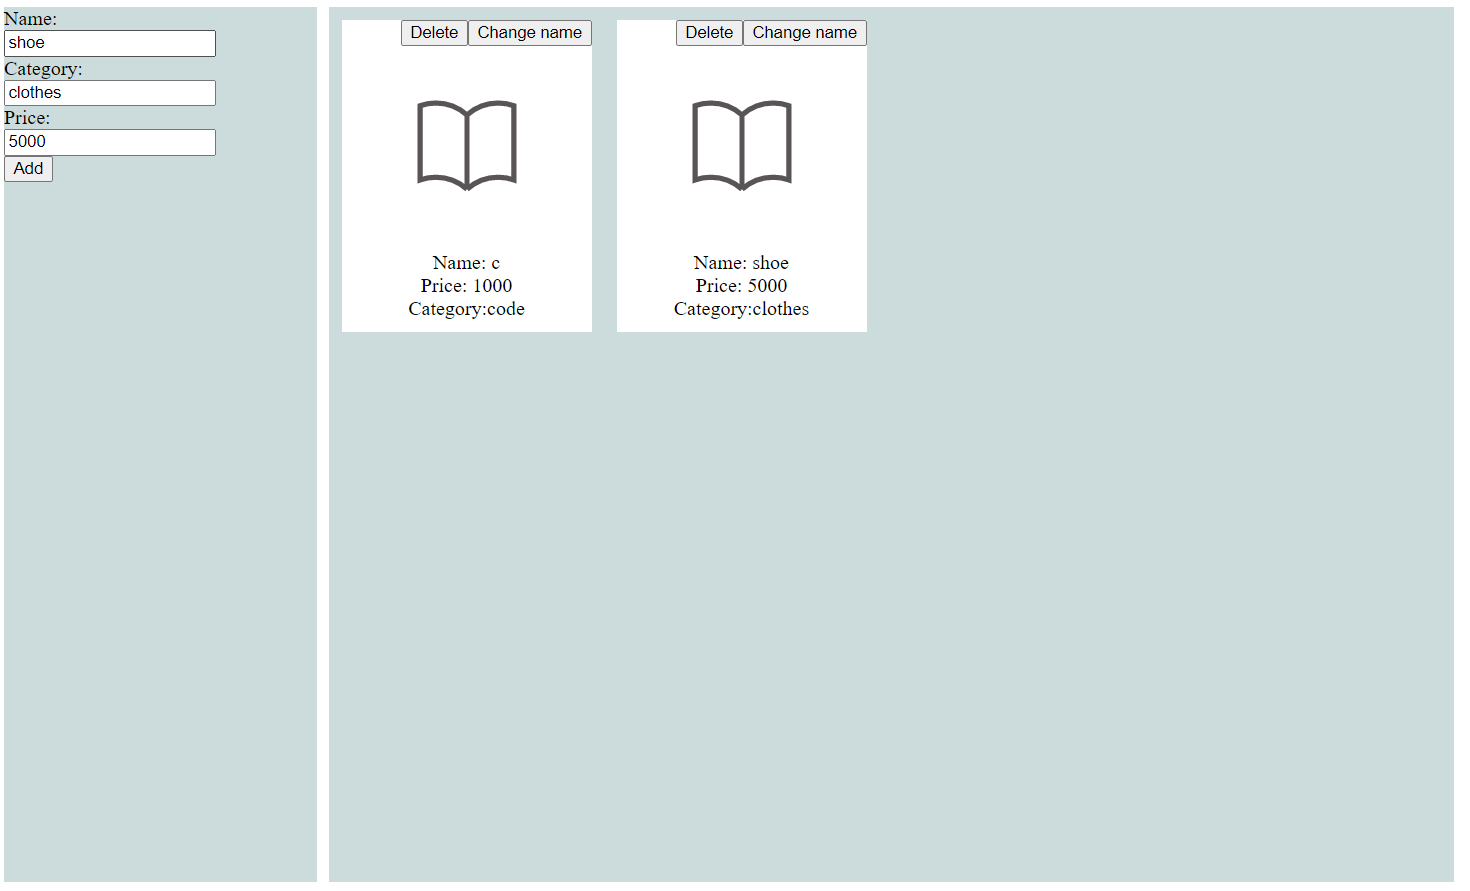 Name:
shoe
Category:
clothes
Price:
5000
Add
Delete Change name
Name: c
Price: 1000
Category:code
Delete Change name
Name: shoe
Price: 5000
Category:clothes